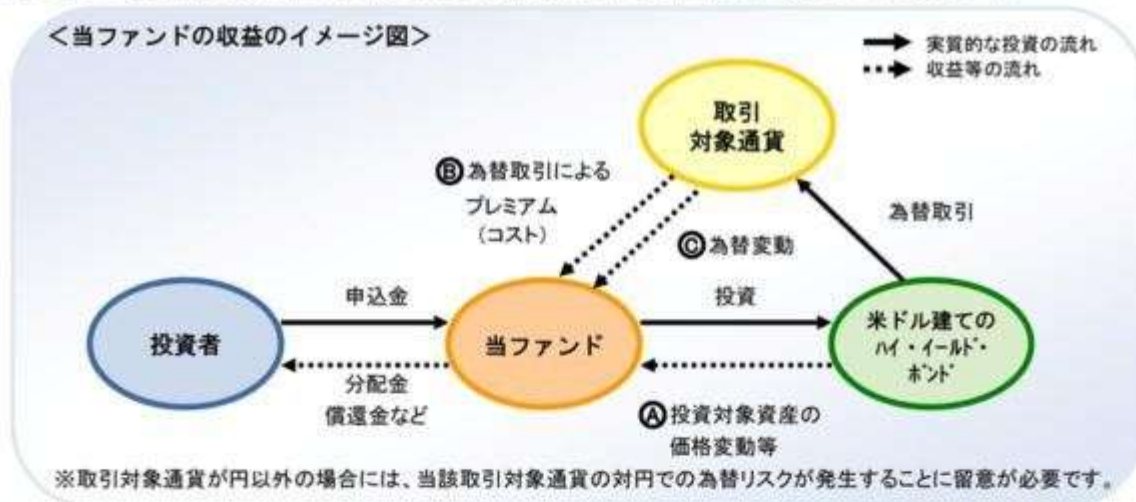 ＜当ファンドの収益のイメージ図＞
実質的な投資の流れ
収益等の流れ
取引
対象通貨
Ⓑ為替取引による
プレミアム
(コスト)
Ⓒ為替変動
為替取引
申込金
投資
投資者
当ファンド
米ドル建ての
ﾊｲ・ｲｰﾙﾄﾞ・
ﾎﾞﾝﾄﾞ
分配金
償還金など
Ⓐ投資対象資産の
価格変動等
※取引対象通貨が円以外の場合には、当該取引対象通貨の対円での為替リスクが発生することに留意が必要です。